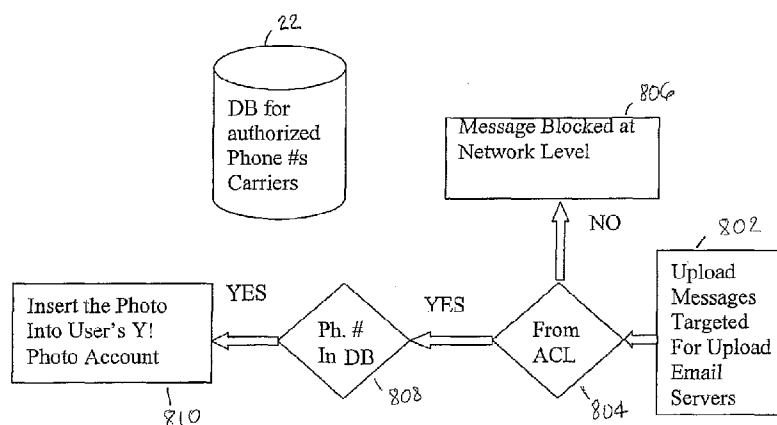 22
DB for
authorized
Phone #s
Carriers
806
Message Blocked at
Network Level
NO
802
Upload
Messages
Targeted
For Upload
Email
Servers
YES
From
ACL
804
YES
Ph. #
In DB
808
Insert the Photo
Into User's Y!
Photo Account
810